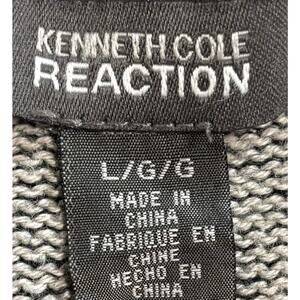 KENNETH COLE
REACTION
L/G/G
MADE IN
CHINA
FABRIQUE EN
CHINE
HECHO EN
CHINA